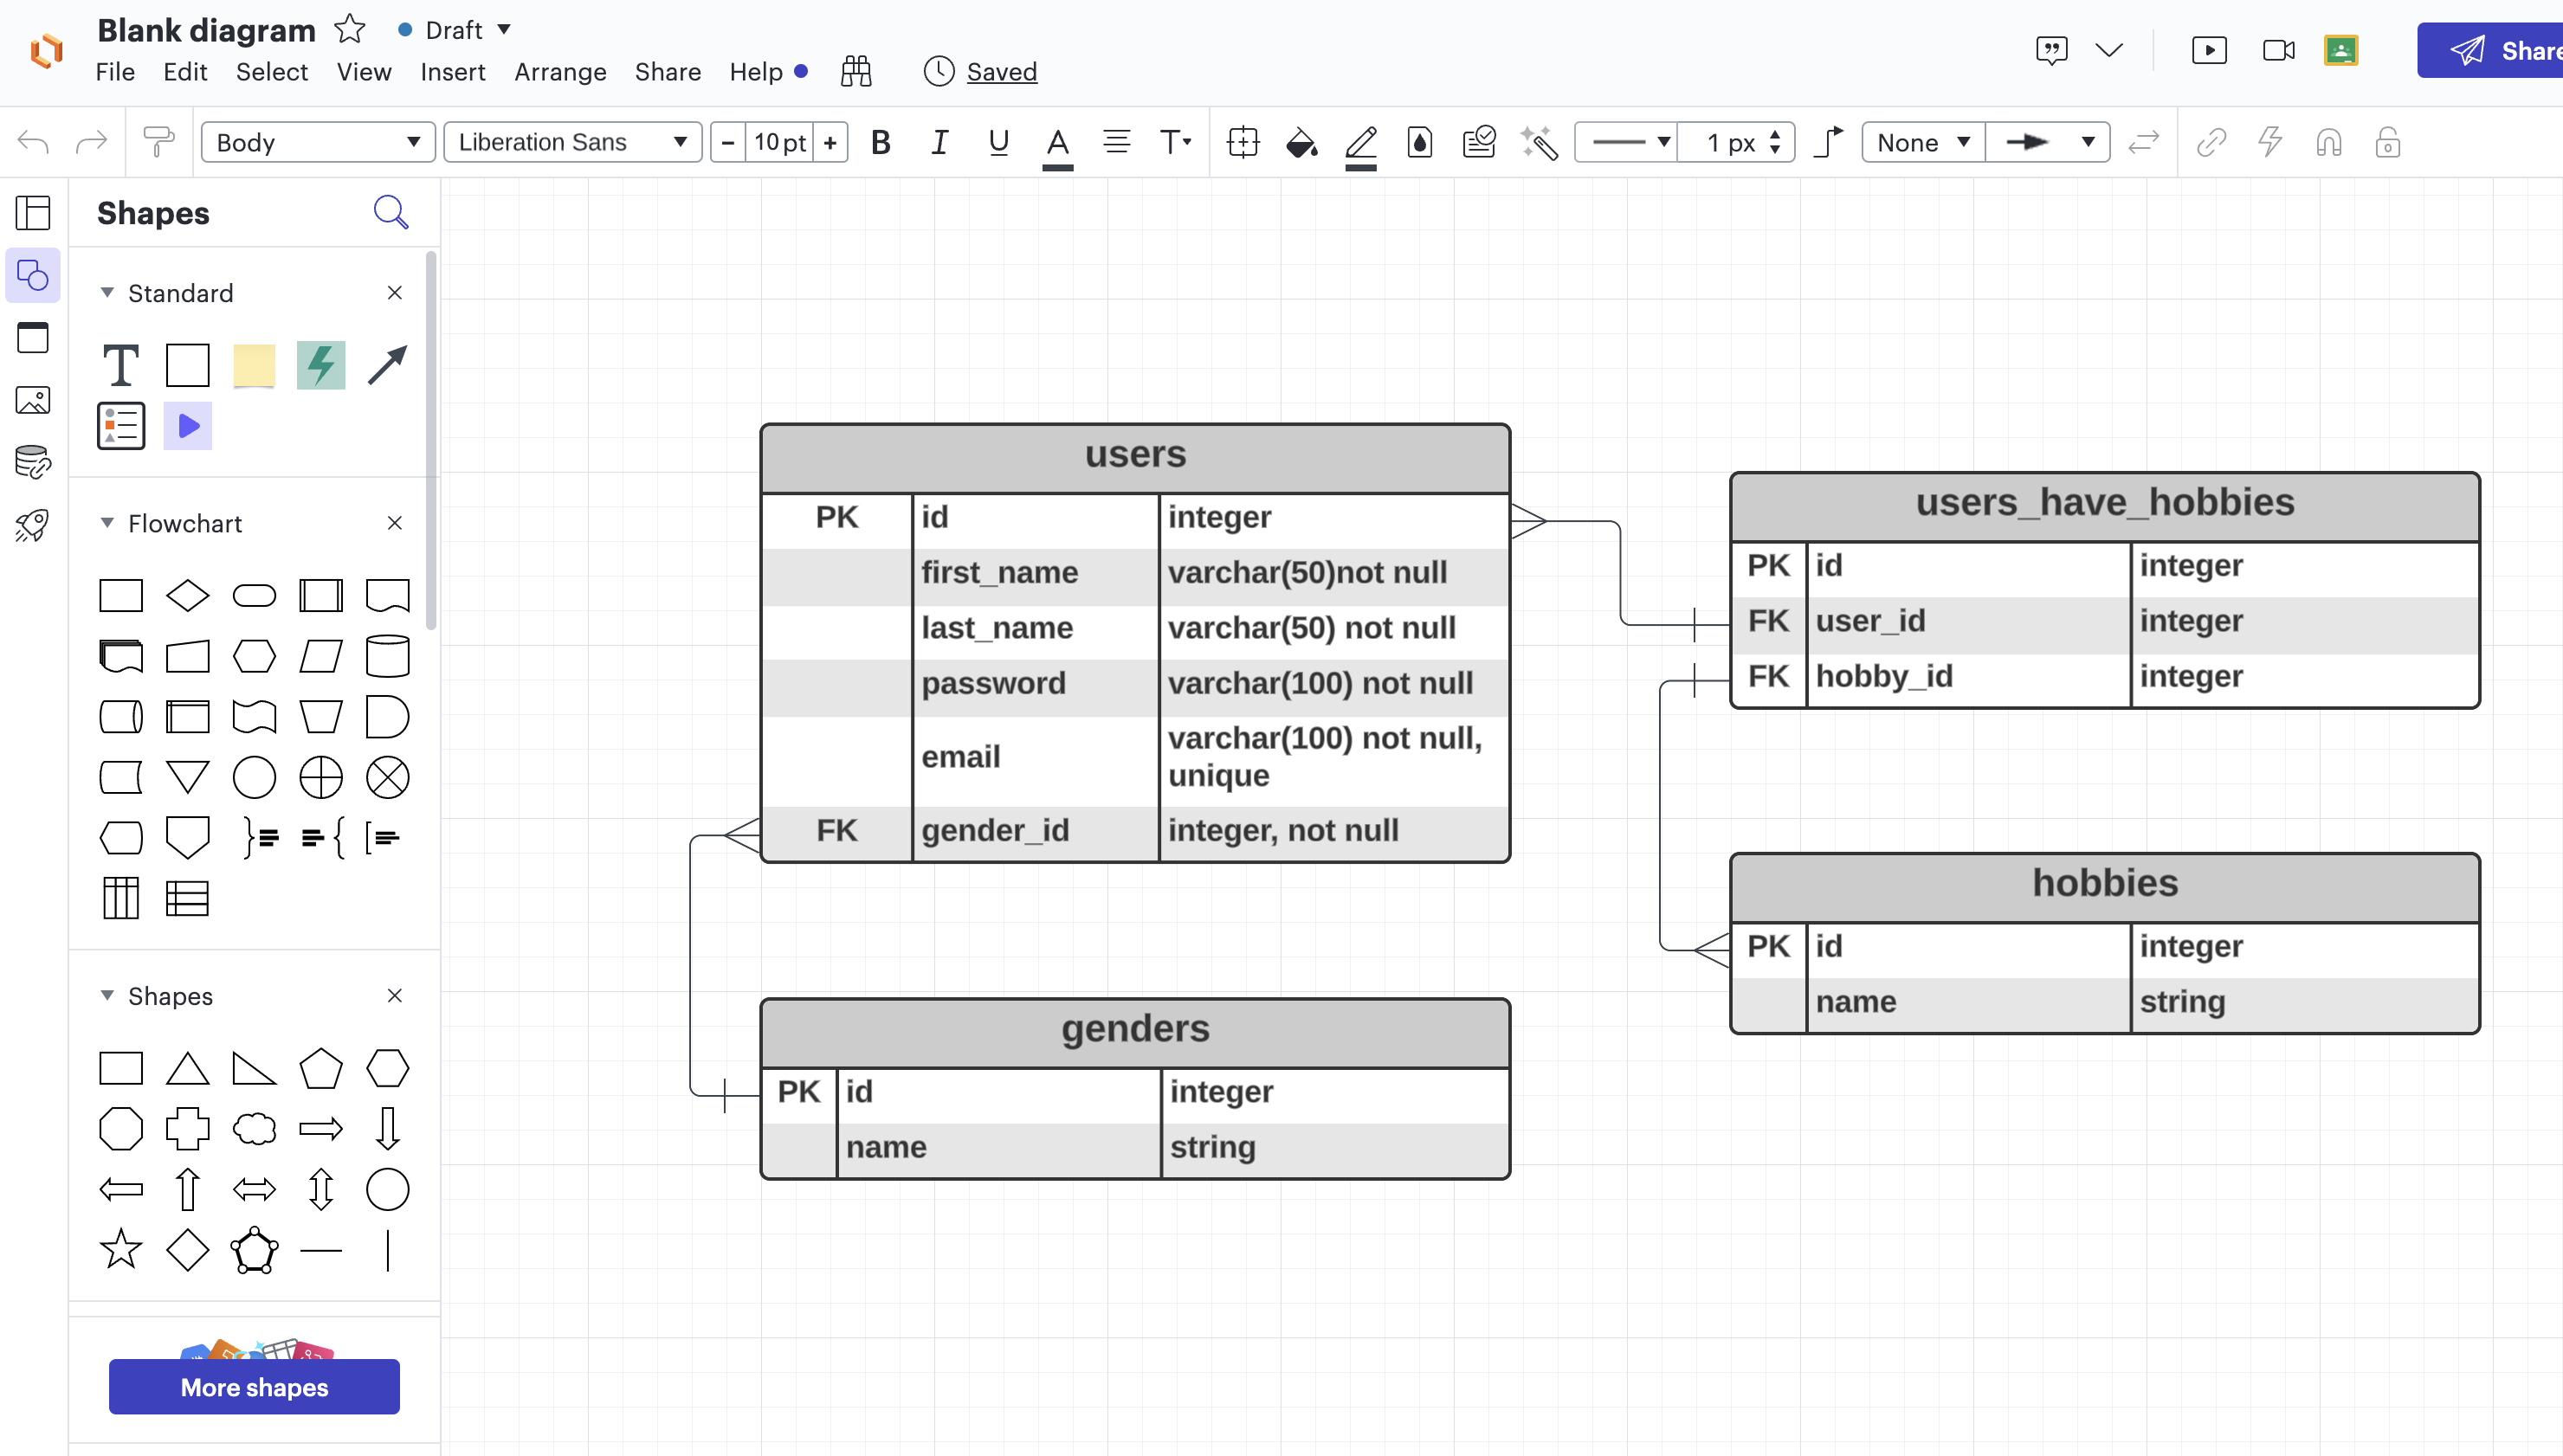 Blank diagram
Draft
File Edit Select View Insert Arrange Share Help Saved
Share
Body Liberation Sans − 10 pt + B I U A T 1 px None
Shapes
Standard
T
Flowchart
Shapes
More shapes
users
PK id integer
first_name varchar(50)not null
last_name varchar(50) not null
password varchar(100) not null
email varchar(100) not null,
unique
FK gender_id integer, not null
genders
PK id integer
name string
users_have_hobbies
PK id integer
FK user_id integer
FK hobby_id integer
hobbies
PK id integer
name string